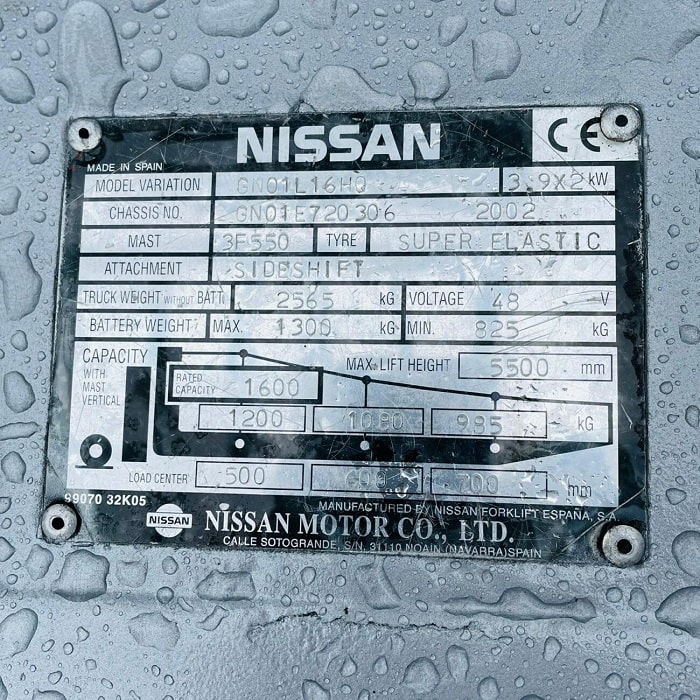 NISSAN
CE
MADE IN SPAIN
MODEL VARIATION GN01L16HQ 3.9X2 kW
CHASSIS NO. GN01E720306 2002
MAST 3F550 TYRE SUPER ELASTIC
ATTACHMENT SIDESHIFT
TRUCK WEIGHT WITHOUT BATT. 2565 kG VOLTAGE 48 V
BATTERY WEIGHT MAX. 1300 kG MIN. 825 kG
CAPACITY
WITH
MAST
VERTICAL
MAX. LIFT HEIGHT 5500 mm
RATED
CAPACITY 1600
1200 1080 985 kG
LOAD CENTER 500 600 700 mm
99070 32K05
MANUFACTURED BY NISSAN FORKLIFT ESPAÑA, S.A.
NISSAN NISSAN MOTOR CO., LTD.
CALLE SOTOGRANDE, S/N, 31110 NOAIN (NAVARRA) SPAIN